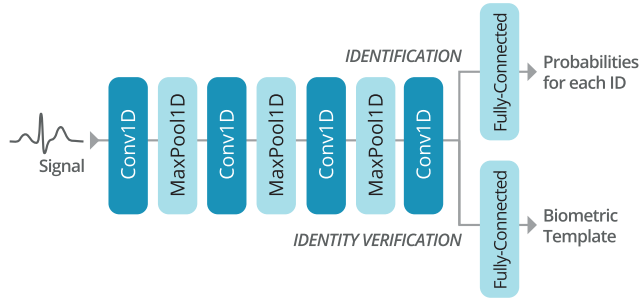 Signal
Conv1D
MaxPool1D
Conv1D
MaxPool1D
Conv1D
MaxPool1D
Conv1D
IDENTIFICATION
Fully-Connected
Probabilities
for each ID
IDENTITY VERIFICATION
Fully-Connected
Biometric
Template